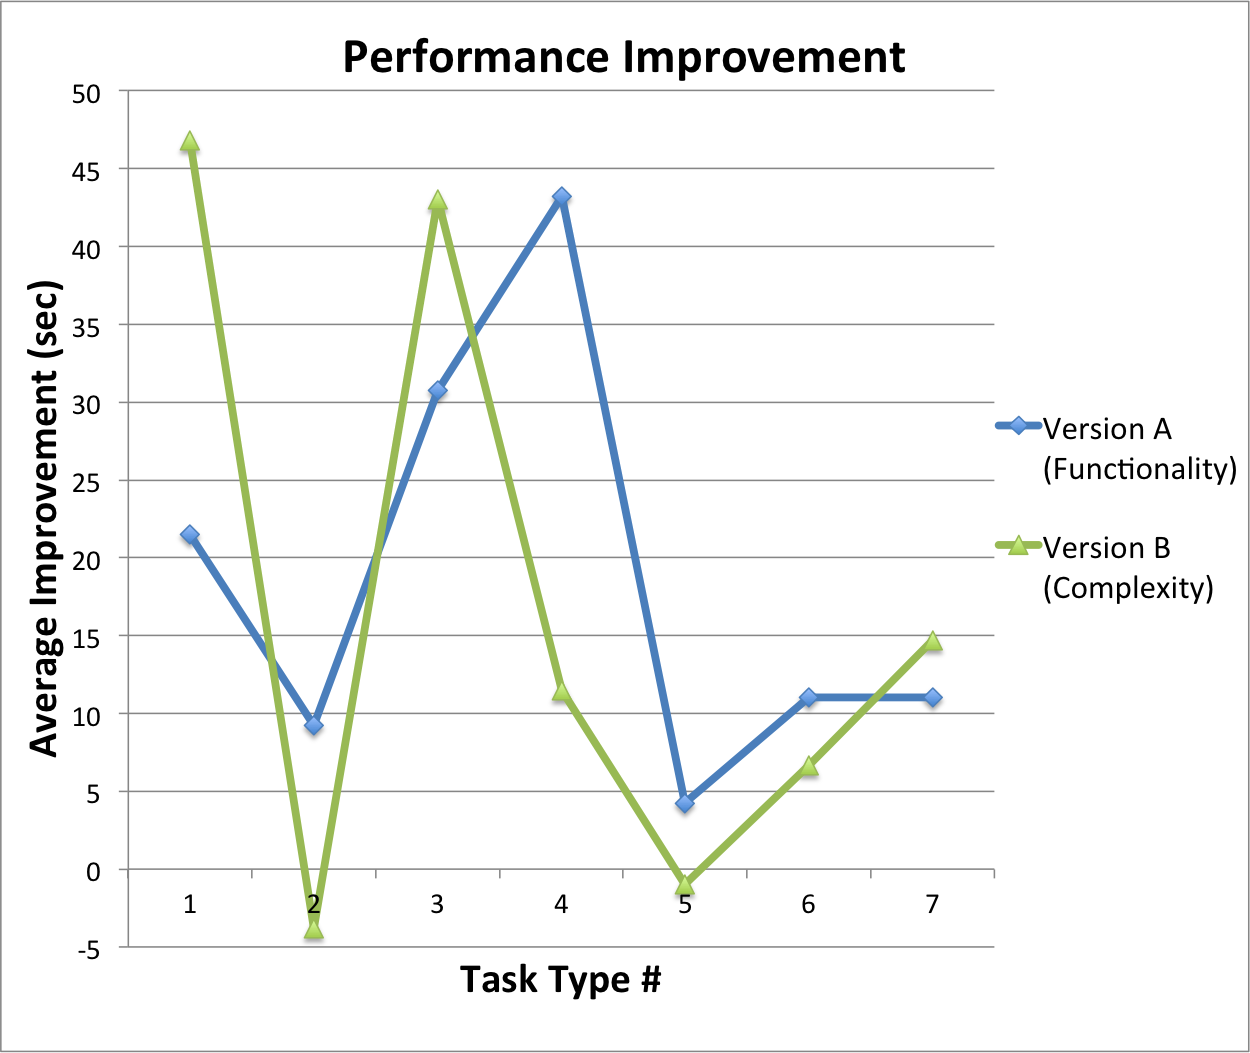 Performance Improvement
50
45
40
35
30
25
20
15
10
5
0
-5
Average Improvement (sec)
1 2 3 4 5 6 7
Task Type #
Version A
(Functionality)
Version B
(Complexity)